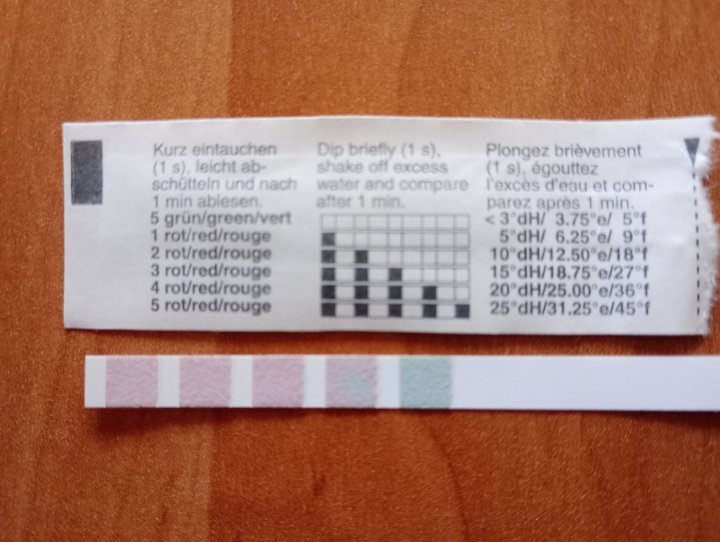 Kurz eintauchen
(1 s), leicht ab-
schütteln und nach
1 min ablesen.
Dip briefly (1 s),
shake off excess
water and compare
after 1 min.
Plongez brièvement
(1 s), égouttez
l'excès d'eau et com-
parez après 1 min.
5 grün/green/vert < 3°dH/ 3.75°e/ 5°f
1 rot/red/rouge 5°dH/ 6.25°e/ 9°f
2 rot/red/rouge 10°dH/12.50°e/18°f
3 rot/red/rouge 15°dH/18.75°e/27°f
4 rot/red/rouge 20°dH/25.00°e/36°f
5 rot/red/rouge 25°dH/31.25°e/45°f